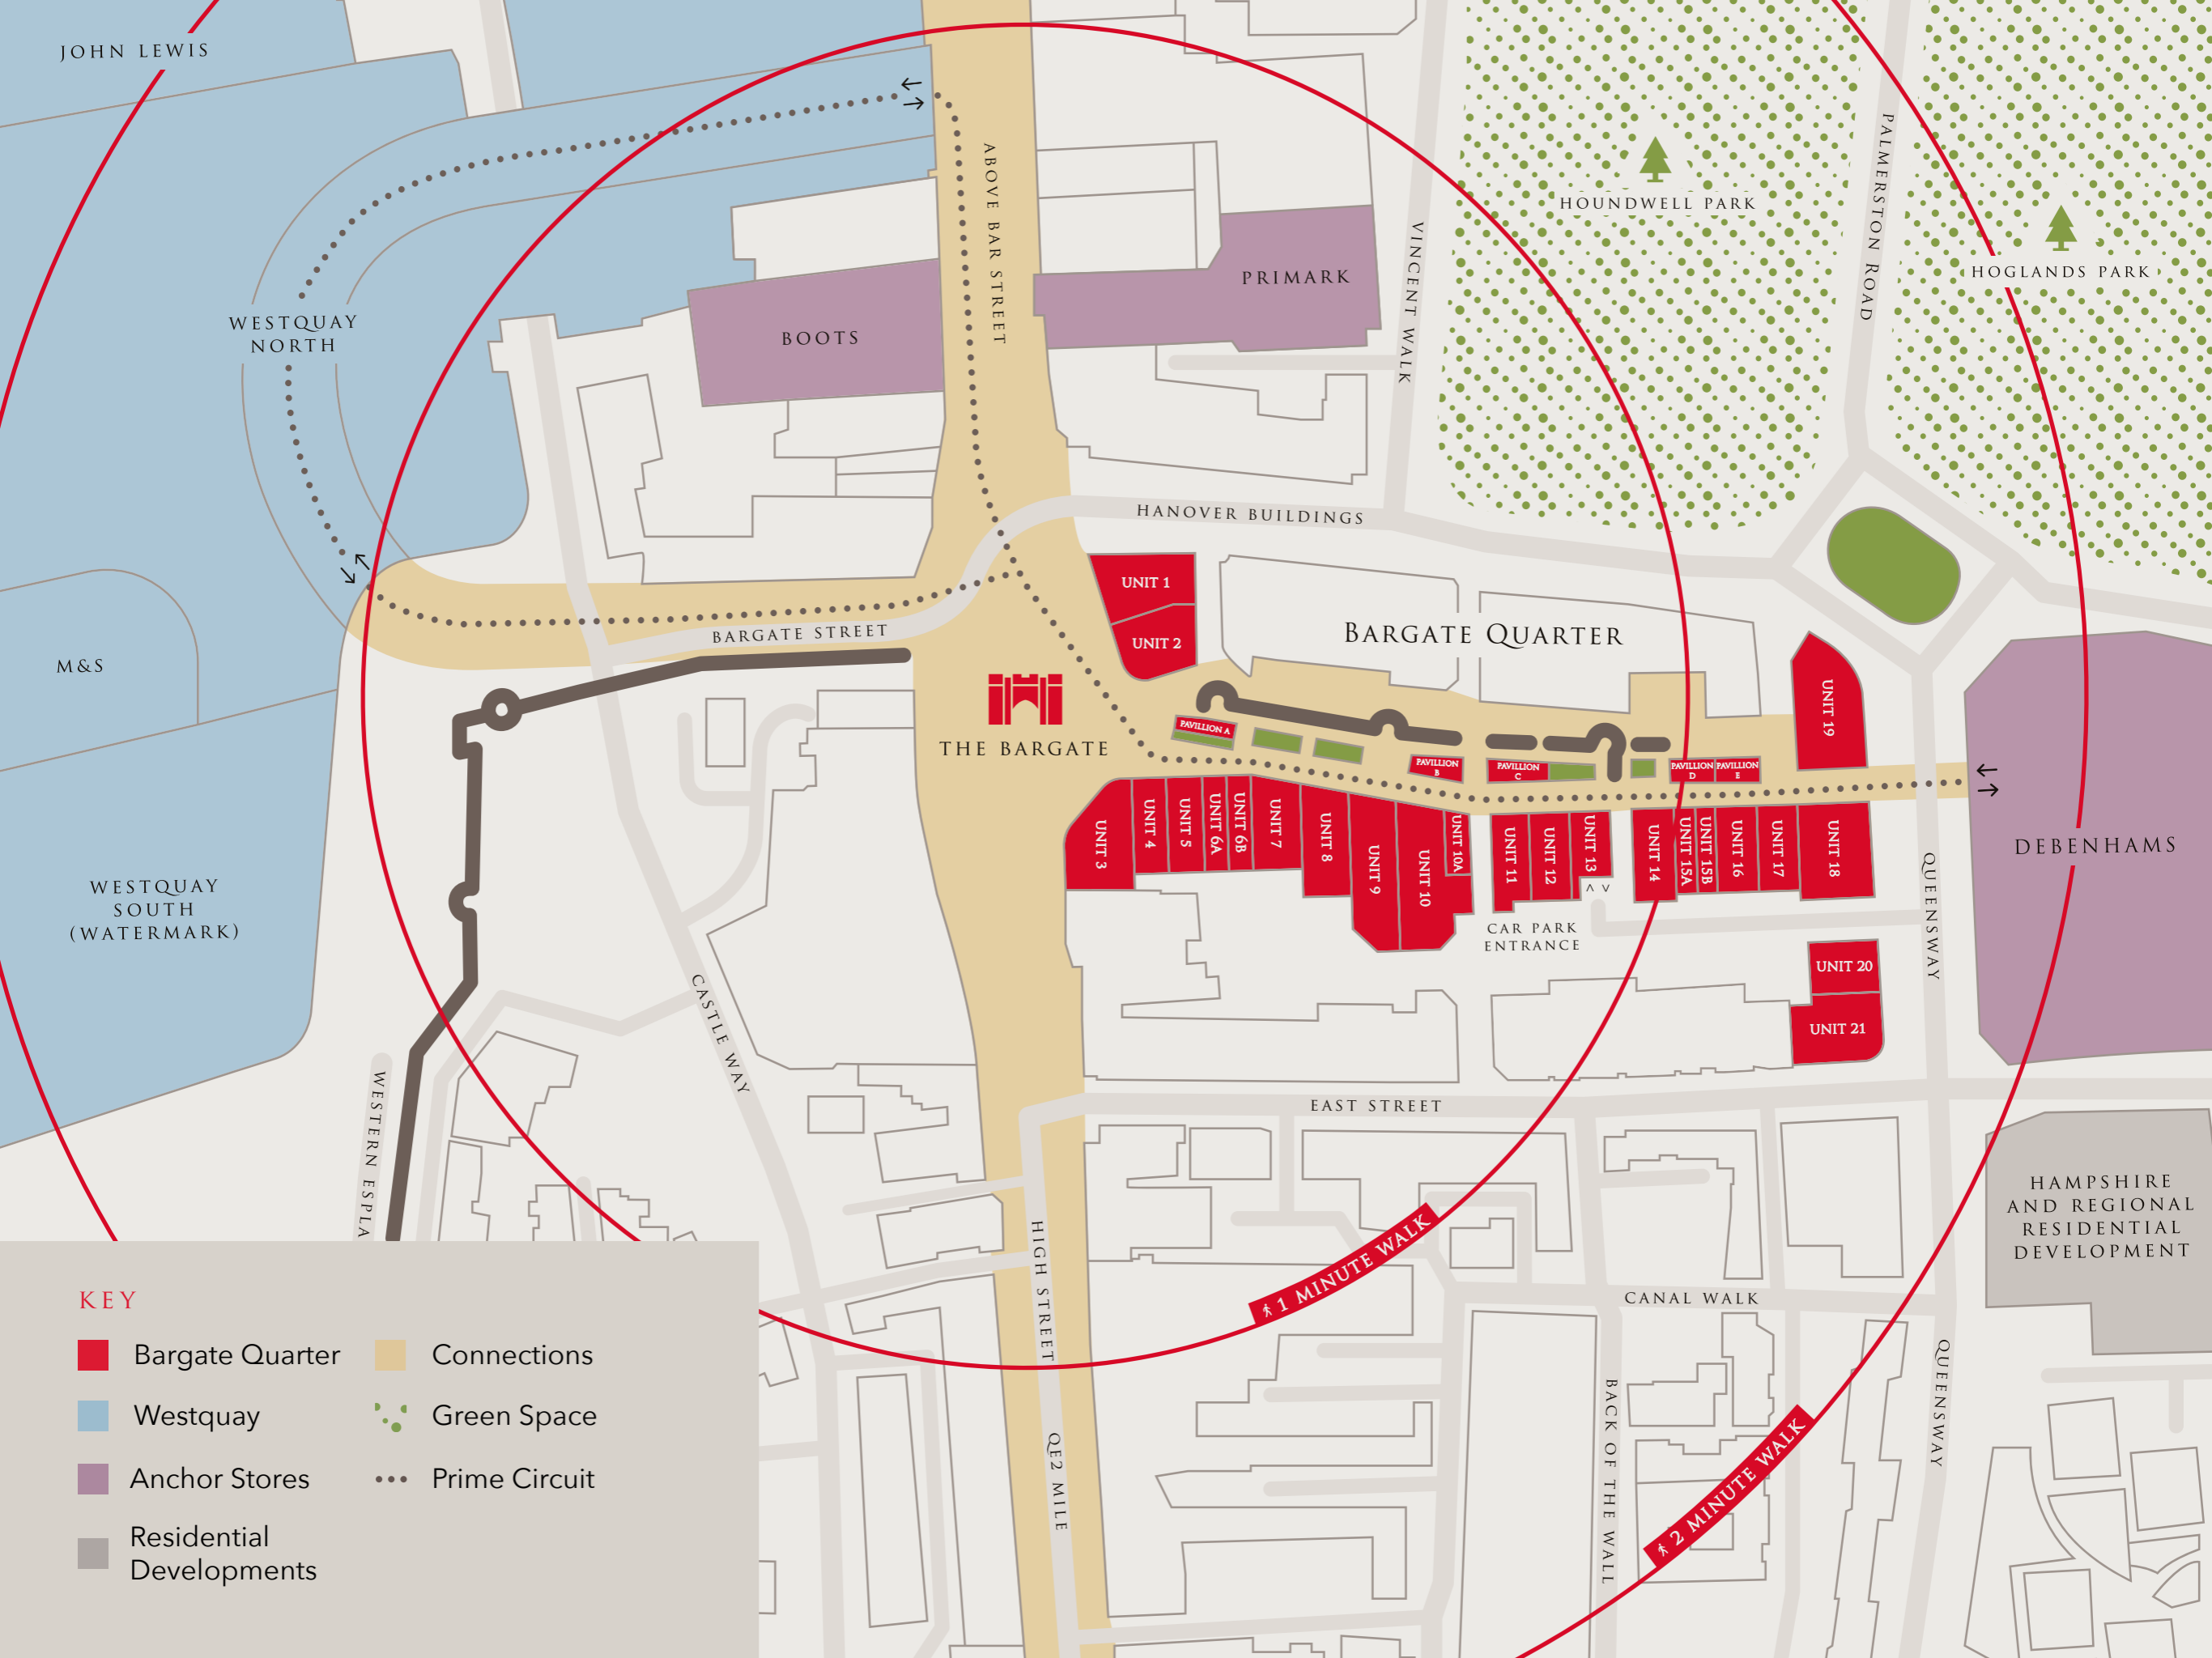 JOHN LEWIS
ABOVE BAR STREET
PALMERSTON ROAD
HOUNDWELL PARK
HOGLANDS PARK
VINCENT WALK
PRIMARK
WESTQUAY
NORTH
BOOTS
HANOVER BUILDINGS
UNIT 1
UNIT 2
BARGATE STREET
BARGATE QUARTER
M&S
THE BARGATE
PAVILLION A
PAVILLION
B
PAVILLION
C
PAVILLION
D
PAVILLION
E
UNIT 19
UNIT 3
UNIT 4
UNIT 5
UNIT 6A
UNIT 6B
UNIT 7
UNIT 8
UNIT 9
UNIT 10
UNIT 10A
UNIT 11
UNIT 12
UNIT 13
UNIT 14
UNIT 15A
UNIT 15B
UNIT 16
UNIT 17
UNIT 18
DEBENHAMS
QUEENSWAY
WESTQUAY
SOUTH
(WATERMARK)
CAR PARK
ENTRANCE
UNIT 20
UNIT 21
CASTLE WAY
WESTERN ESPLA
EAST STREET
HAMPSHIRE
AND REGIONAL
RESIDENTIAL
DEVELOPMENT
HIGH STREET
1 MINUTE WALK
CANAL WALK
QUEENSWAY
BACK OF THE WALL
QE2 MILE
2 MINUTE WALK
KEY
Bargate Quarter
Connections
Westquay
Green Space
Anchor Stores
Prime Circuit
Residential
Developments